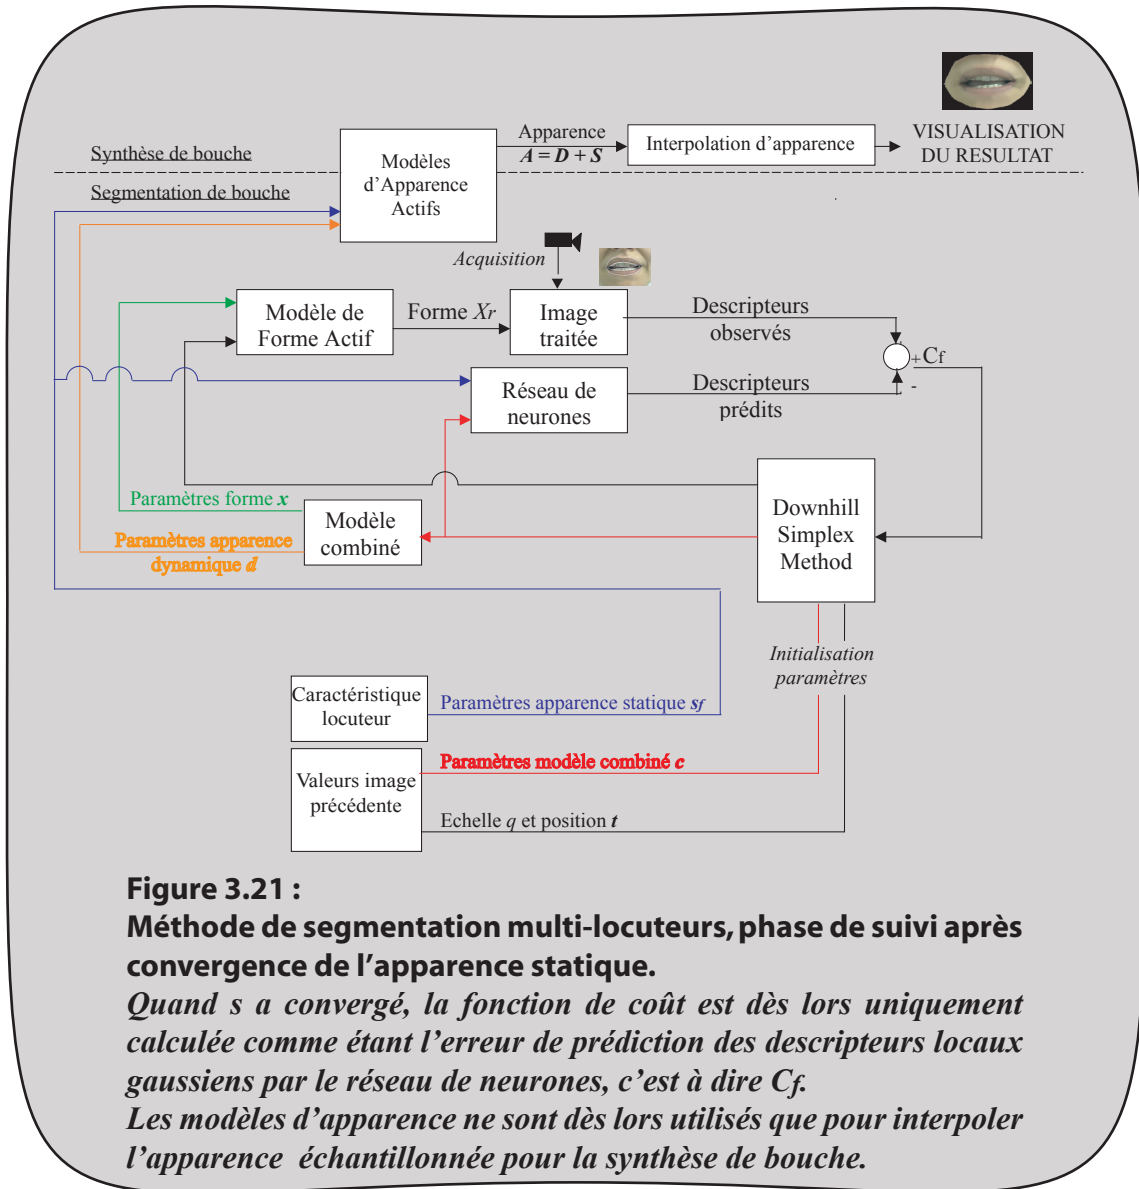 Synthèse de bouche
Segmentation de bouche
Modèles
d’Apparence
Actifs
Apparence
A = D + S
Interpolation d’apparence
VISUALISATION
DU RESULTAT
Acquisition
Modèle de
Forme Actif
Forme Xr
Image
traitée
Descripteurs
observés
+
Cf
-
Réseau de
neurones
Descripteurs
prédits
Paramètres forme x
Paramètres apparence
dynamique d
Modèle
combiné
Downhill
Simplex
Method
Initialisation
paramètres
Caractéristique
locuteur
Paramètres apparence statique sf
Valeurs image
précédente
Paramètres modèle combiné c
Echelle q et position t
Figure 3.21 :
Méthode de segmentation multi-locuteurs, phase de suivi après
convergence de l’apparence statique.
Quand s a convergé, la fonction de coût est dès lors uniquement
calculée comme étant l’erreur de prédiction des descripteurs locaux
gaussiens par le réseau de neurones, c’est à dire Cf.
Les modèles d’apparence ne sont dès lors utilisés que pour interpoler
l’apparence échantillonnée pour la synthèse de bouche.